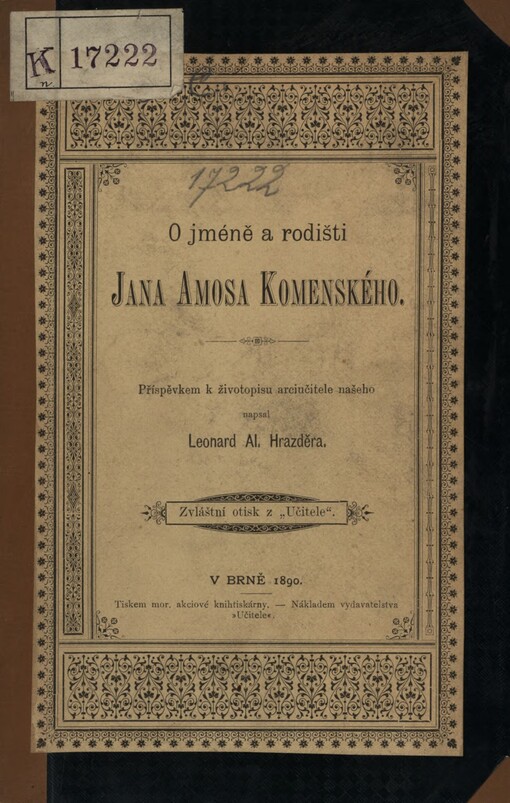 K 17222
n
17222
O jméně a rodišti
JANA AMOSA KOMENSKÉHO.
Příspěvkem k životopisu arciučitele našeho
napsal
Leonard Al. Hrazděra.
Zvláštní otisk z „Učitele“.
V BRNĚ 1890.
Tiskem mor. akciové knihtiskárny. — Nákladem vydavatelstva
»Učitele«.